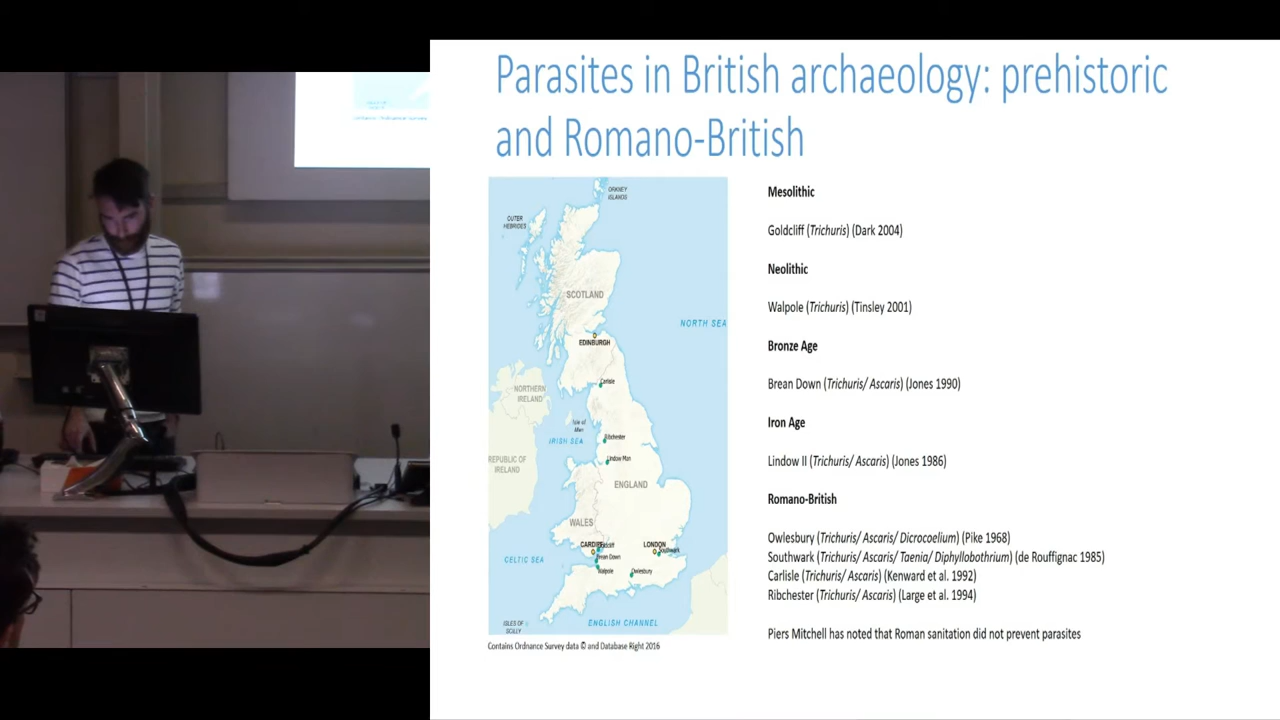 Parasites in British archaeology: prehistoric
and Romano-British
ORKNEY
ISLANDS
OUTER
HEBRIDES
SCOTLAND
NORTH SEA
EDINBURGH
Carlisle
NORTHERN
IRELAND
Isle of
Man
IRISH SEA
Ribchester
Lindow Man
REPUBLIC OF
IRELAND
ENGLAND
WALES
CARDIFF
Goldcliff
LONDON
Southwark
CELTIC SEA
Brean Down
Walpole
Owlesbury
ISLES OF
SCILLY
ENGLISH CHANNEL
Contains Ordnance Survey data © and Database Right 2016
Mesolithic
Goldcliff (Trichuris) (Dark 2004)
Neolithic
Walpole (Trichuris) (Tinsley 2001)
Bronze Age
Brean Down (Trichuris/ Ascaris) (Jones 1990)
Iron Age
Lindow II (Trichuris/ Ascaris) (Jones 1986)
Romano-British
Owlesbury (Trichuris/ Ascaris/ Dicrocoelium) (Pike 1968)
Southwark (Trichuris/ Ascaris/ Taenia/ Diphyllobothrium) (de Rouffignac 1985)
Carlisle (Trichuris/ Ascaris) (Kenward et al. 1992)
Ribchester (Trichuris/ Ascaris) (Large et al. 1994)
Piers Mitchell has noted that Roman sanitation did not prevent parasites